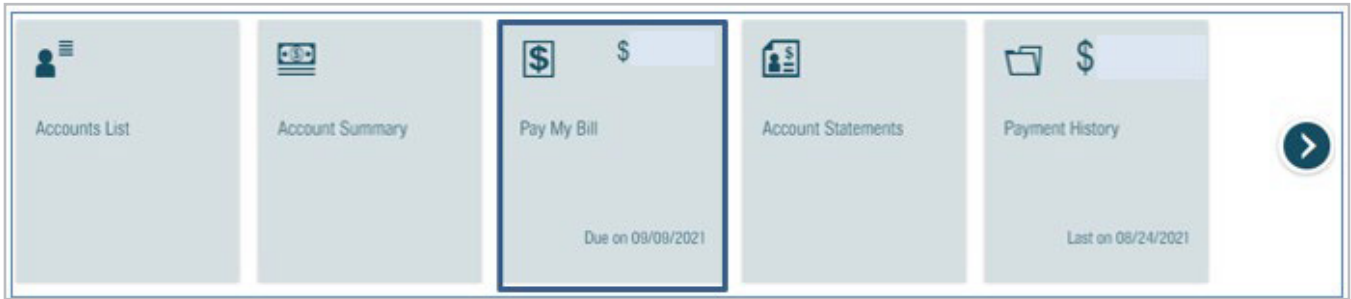 $
$
Accounts List
Account Summary
Pay My Bill
Account Statements
Payment History
Due on 09/09/2021
Last on 08/24/2021